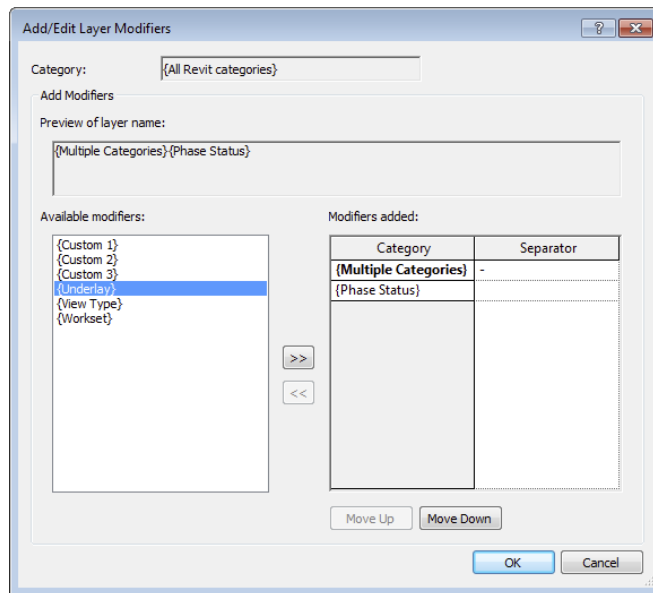 Add/Edit Layer Modifiers
Category: {All Revit categories}
Add Modifiers
Preview of layer name:
{Multiple Categories}{Phase Status}
Available modifiers:
{Custom 1}
{Custom 2}
{Custom 3}
{Underlay}
{View Type}
{Workset}
>>
<<
Modifiers added:
Category Separator
{Multiple Categories} -
{Phase Status}
Move Up Move Down
OK Cancel